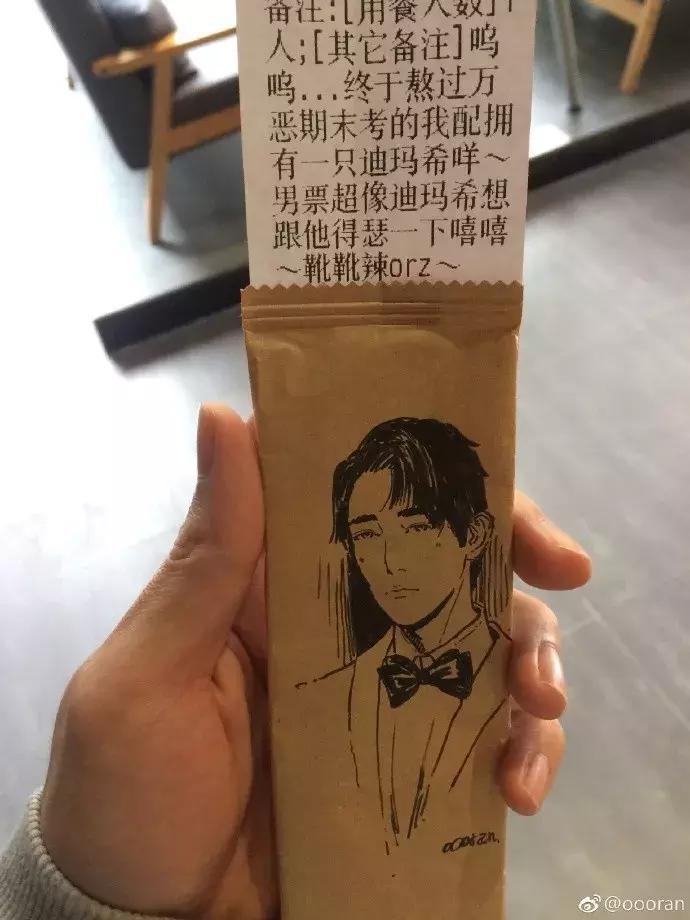 备注:[用餐人数]1
人;[其它备注]呜
呜...终于熬过万
恶期末考的我配拥
有一只迪玛希咩～
男票超像迪玛希想
跟他得瑟一下嘻嘻
～靴靴辣orz～
@oooran